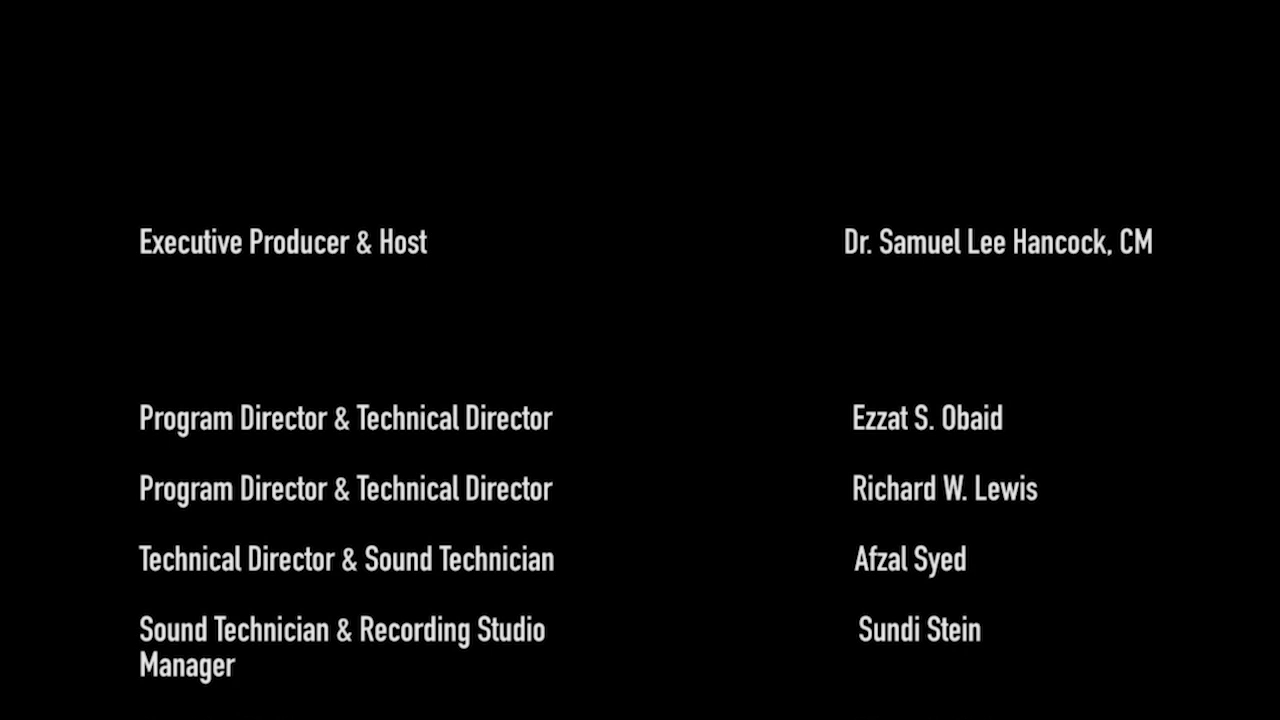 Executive Producer & Host Dr. Samuel Lee Hancock, CM
Program Director & Technical Director Ezzat S. Obaid
Program Director & Technical Director Richard W. Lewis
Technical Director & Sound Technician Afzal Syed
Sound Technician & Recording Studio Sundi Stein
Manager